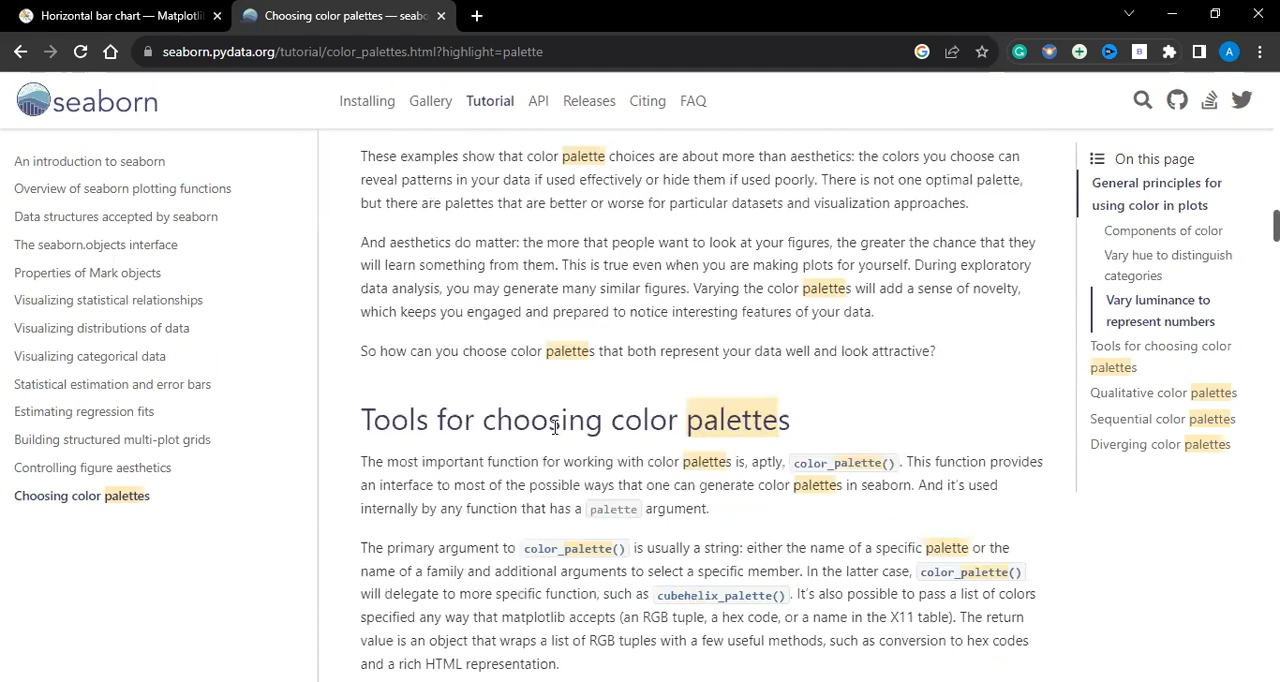 Horizontal bar chart — Matplotli
Choosing color palettes — seabo
seaborn.pydata.org/tutorial/color_palettes.html?highlight=palette
A
seaborn
Installing Gallery Tutorial API Releases Citing FAQ
An introduction to seaborn
Overview of seaborn plotting functions
Data structures accepted by seaborn
The seaborn.objects interface
Properties of Mark objects
Visualizing statistical relationships
Visualizing distributions of data
Visualizing categorical data
Statistical estimation and error bars
Estimating regression fits
Building structured multi-plot grids
Controlling figure aesthetics
Choosing color palettes
These examples show that color palette choices are about more than aesthetics: the colors you choose can
reveal patterns in your data if used effectively or hide them if used poorly. There is not one optimal palette,
but there are palettes that are better or worse for particular datasets and visualization approaches.
And aesthetics do matter: the more that people want to look at your figures, the greater the chance that they
will learn something from them. This is true even when you are making plots for yourself. During exploratory
data analysis, you may generate many similar figures. Varying the color palettes will add a sense of novelty,
which keeps you engaged and prepared to notice interesting features of your data.
So how can you choose color palettes that both represent your data well and look attractive?
Tools for choosing color palettes
The most important function for working with color palettes is, aptly, color_palette(). This function provides
an interface to most of the possible ways that one can generate color palettes in seaborn. And it's used
internally by any function that has a palette argument.
The primary argument to color_palette() is usually a string: either the name of a specific palette or the
name of a family and additional arguments to select a specific member. In the latter case, color_palette()
will delegate to more specific function, such as cubehelix_palette(). It's also possible to pass a list of colors
specified any way that matplotlib accepts (an RGB tuple, a hex code, or a name in the X11 table). The return
value is an object that wraps a list of RGB tuples with a few useful methods, such as conversion to hex codes
and a rich HTML representation.
On this page
General principles for
using color in plots
Components of color
Vary hue to distinguish
categories
Vary luminance to
represent numbers
Tools for choosing color
palettes
Qualitative color palettes
Sequential color palettes
Diverging color palettes